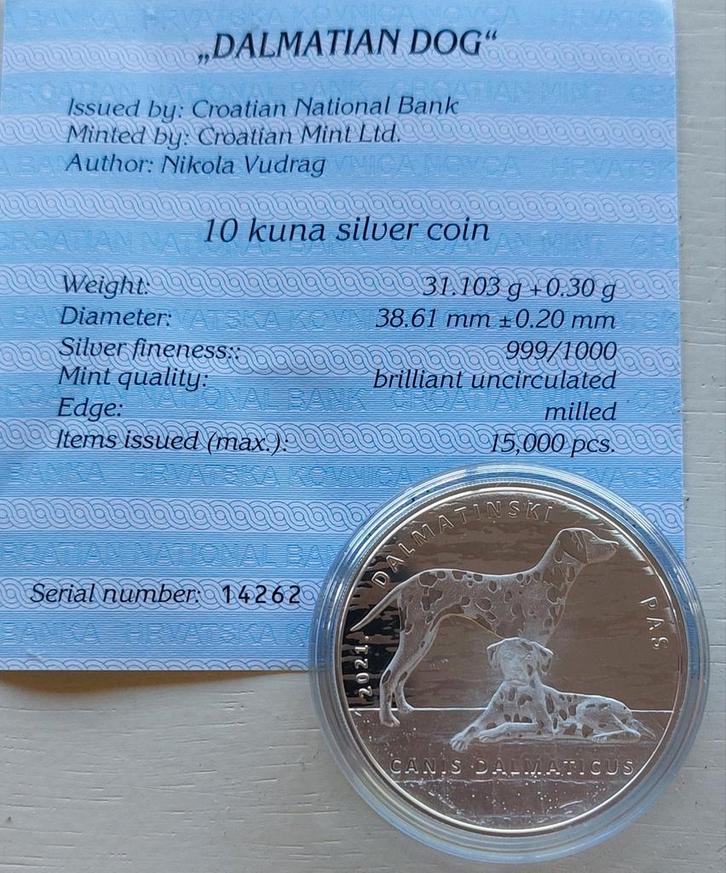 „DALMATIAN DOG“
Issued by: Croatian National Bank
Minted by: Croatian Mint Ltd.
Author: Nikola Vudrag
10 kuna silver coin
Weight: 31.103 g +0.30 g
Diameter: 38.61 mm ±0.20 mm
Silver fineness:: 999/1000
Mint quality: brilliant uncirculated
Edge: milled
Items issued (max.): 15,000 pcs.
Serial number: 14262
DALMATINSKI
PAS
2021
CANIS DALMATICUS